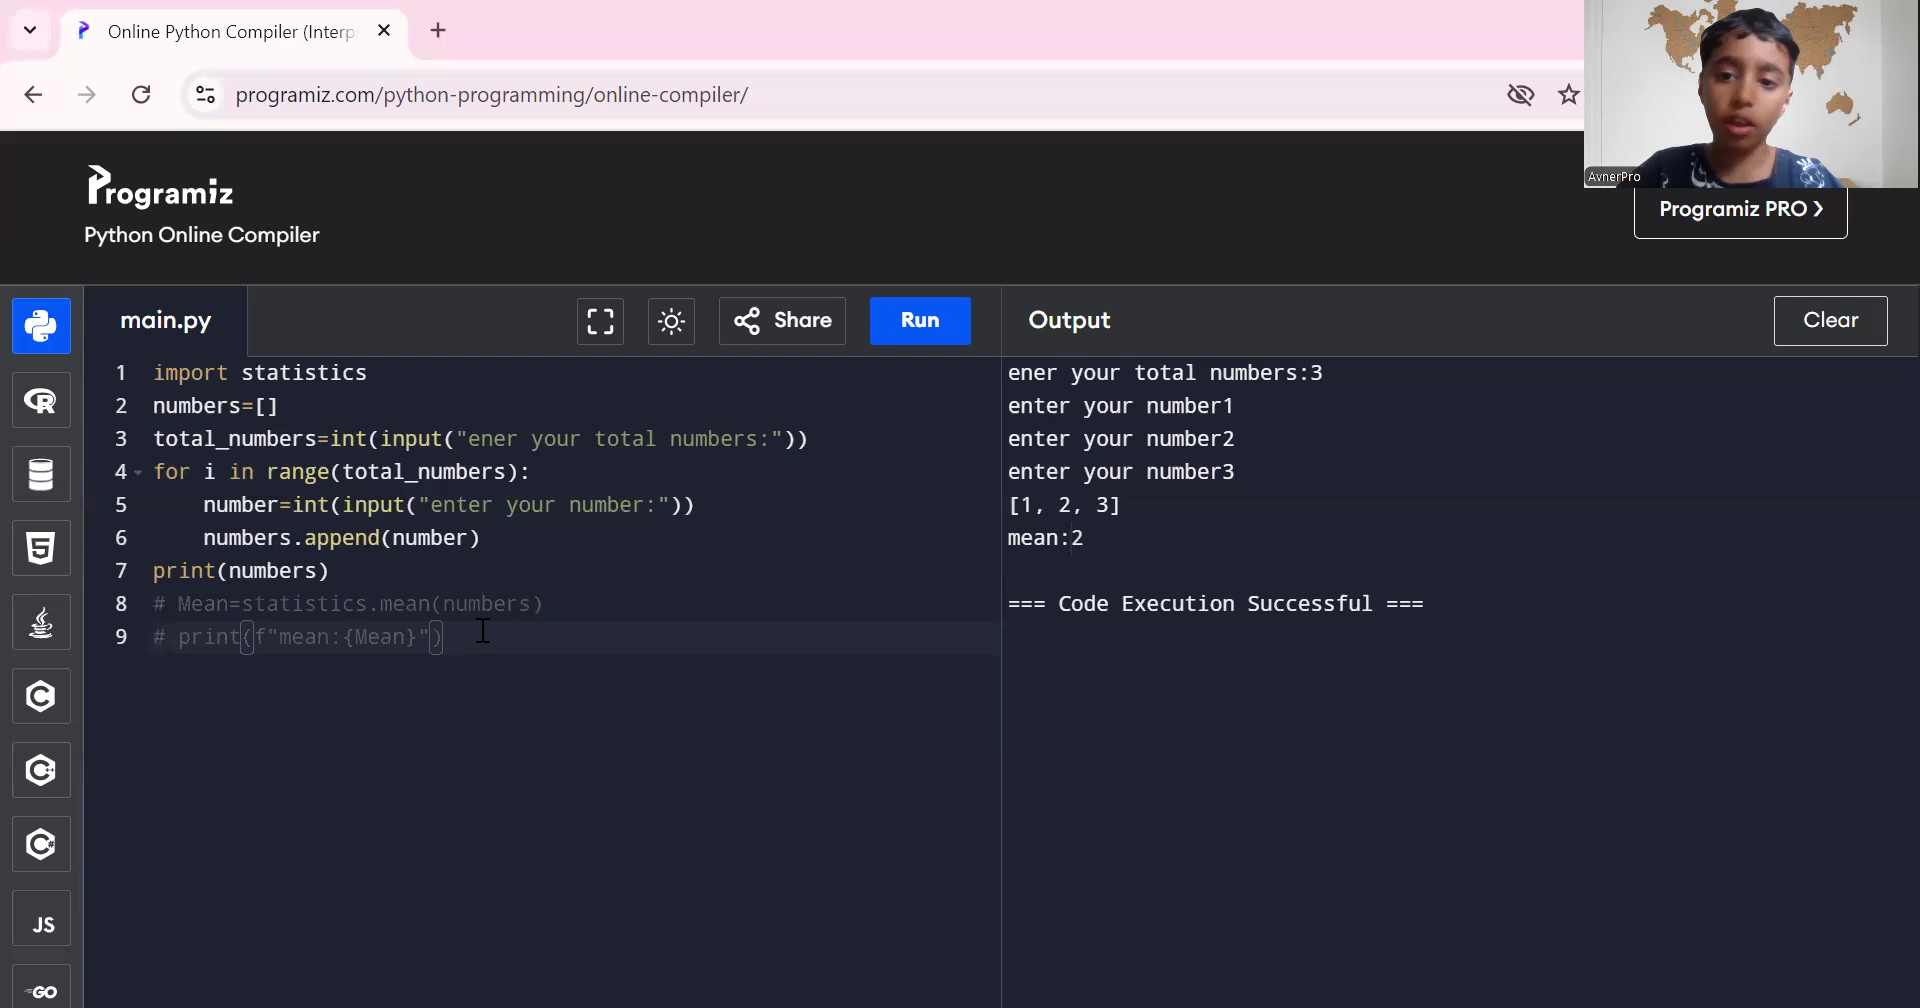 Online Python Compiler (Interp
programiz.com/python-programming/online-compiler/
AvnerPro
Programiz
Python Online Compiler
Programiz PRO ❯
main.py
Share
Run
Output
Clear
1 import statistics
2 numbers=[]
3 total_numbers=int(input("ener your total numbers:"))
4 for i in range(total_numbers):
5     number=int(input("enter your number:"))
6     numbers.append(number)
7 print(numbers)
8 # Mean=statistics.mean(numbers)
9 # print(f"mean:{Mean}")
ener your total numbers:3
enter your number1
enter your number2
enter your number3
[1, 2, 3]
mean:2
=== Code Execution Successful ===
R
5
C
C++
C#
JS
GO